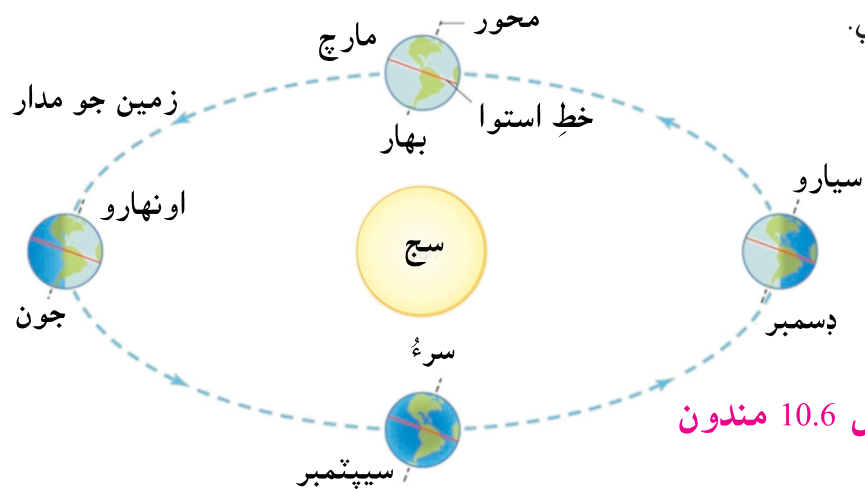 محور
مارچ
زمين جو مدار
خطِ استوا
بهار
سيارو
اونهارو
سج
جون
ڊسمبر
سرءُ
10.6 مندون
سيپٽمبر